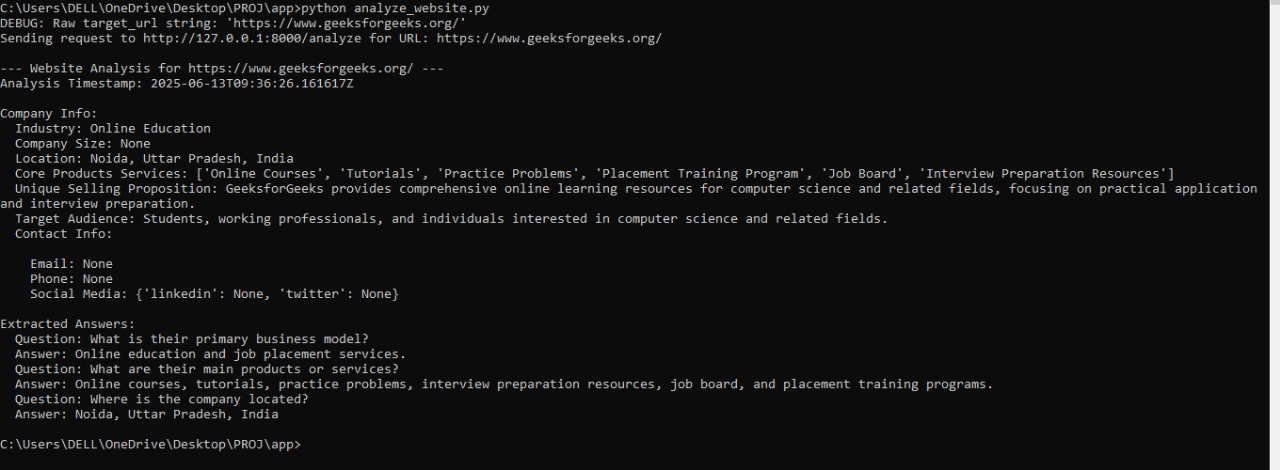 C:\Users\DELL\OneDrive\Desktop\PROJ\app>python analyze_website.py
DEBUG: Raw target_url string: 'https://www.geeksforgeeks.org/'
Sending request to http://127.0.0.1:8000/analyze for URL: https://www.geeksforgeeks.org/

--- Website Analysis for https://www.geeksforgeeks.org/ ---
Analysis Timestamp: 2025-06-13T09:36:26.161617Z

Company Info:
  Industry: Online Education
  Company Size: None
  Location: Noida, Uttar Pradesh, India
  Core Products Services: ['Online Courses', 'Tutorials', 'Practice Problems', 'Placement Training Program', 'Job Board', 'Interview Preparation Resources']
  Unique Selling Proposition: GeeksforGeeks provides comprehensive online learning resources for computer science and related fields, focusing on practical application
and interview preparation.
  Target Audience: Students, working professionals, and individuals interested in computer science and related fields.
  Contact Info:

    Email: None
    Phone: None
    Social Media: {'linkedin': None, 'twitter': None}

Extracted Answers:
  Question: What is their primary business model?
  Answer: Online education and job placement services.
  Question: What are their main products or services?
  Answer: Online courses, tutorials, practice problems, interview preparation resources, job board, and placement training programs.
  Question: Where is the company located?
  Answer: Noida, Uttar Pradesh, India

C:\Users\DELL\OneDrive\Desktop\PROJ\app>